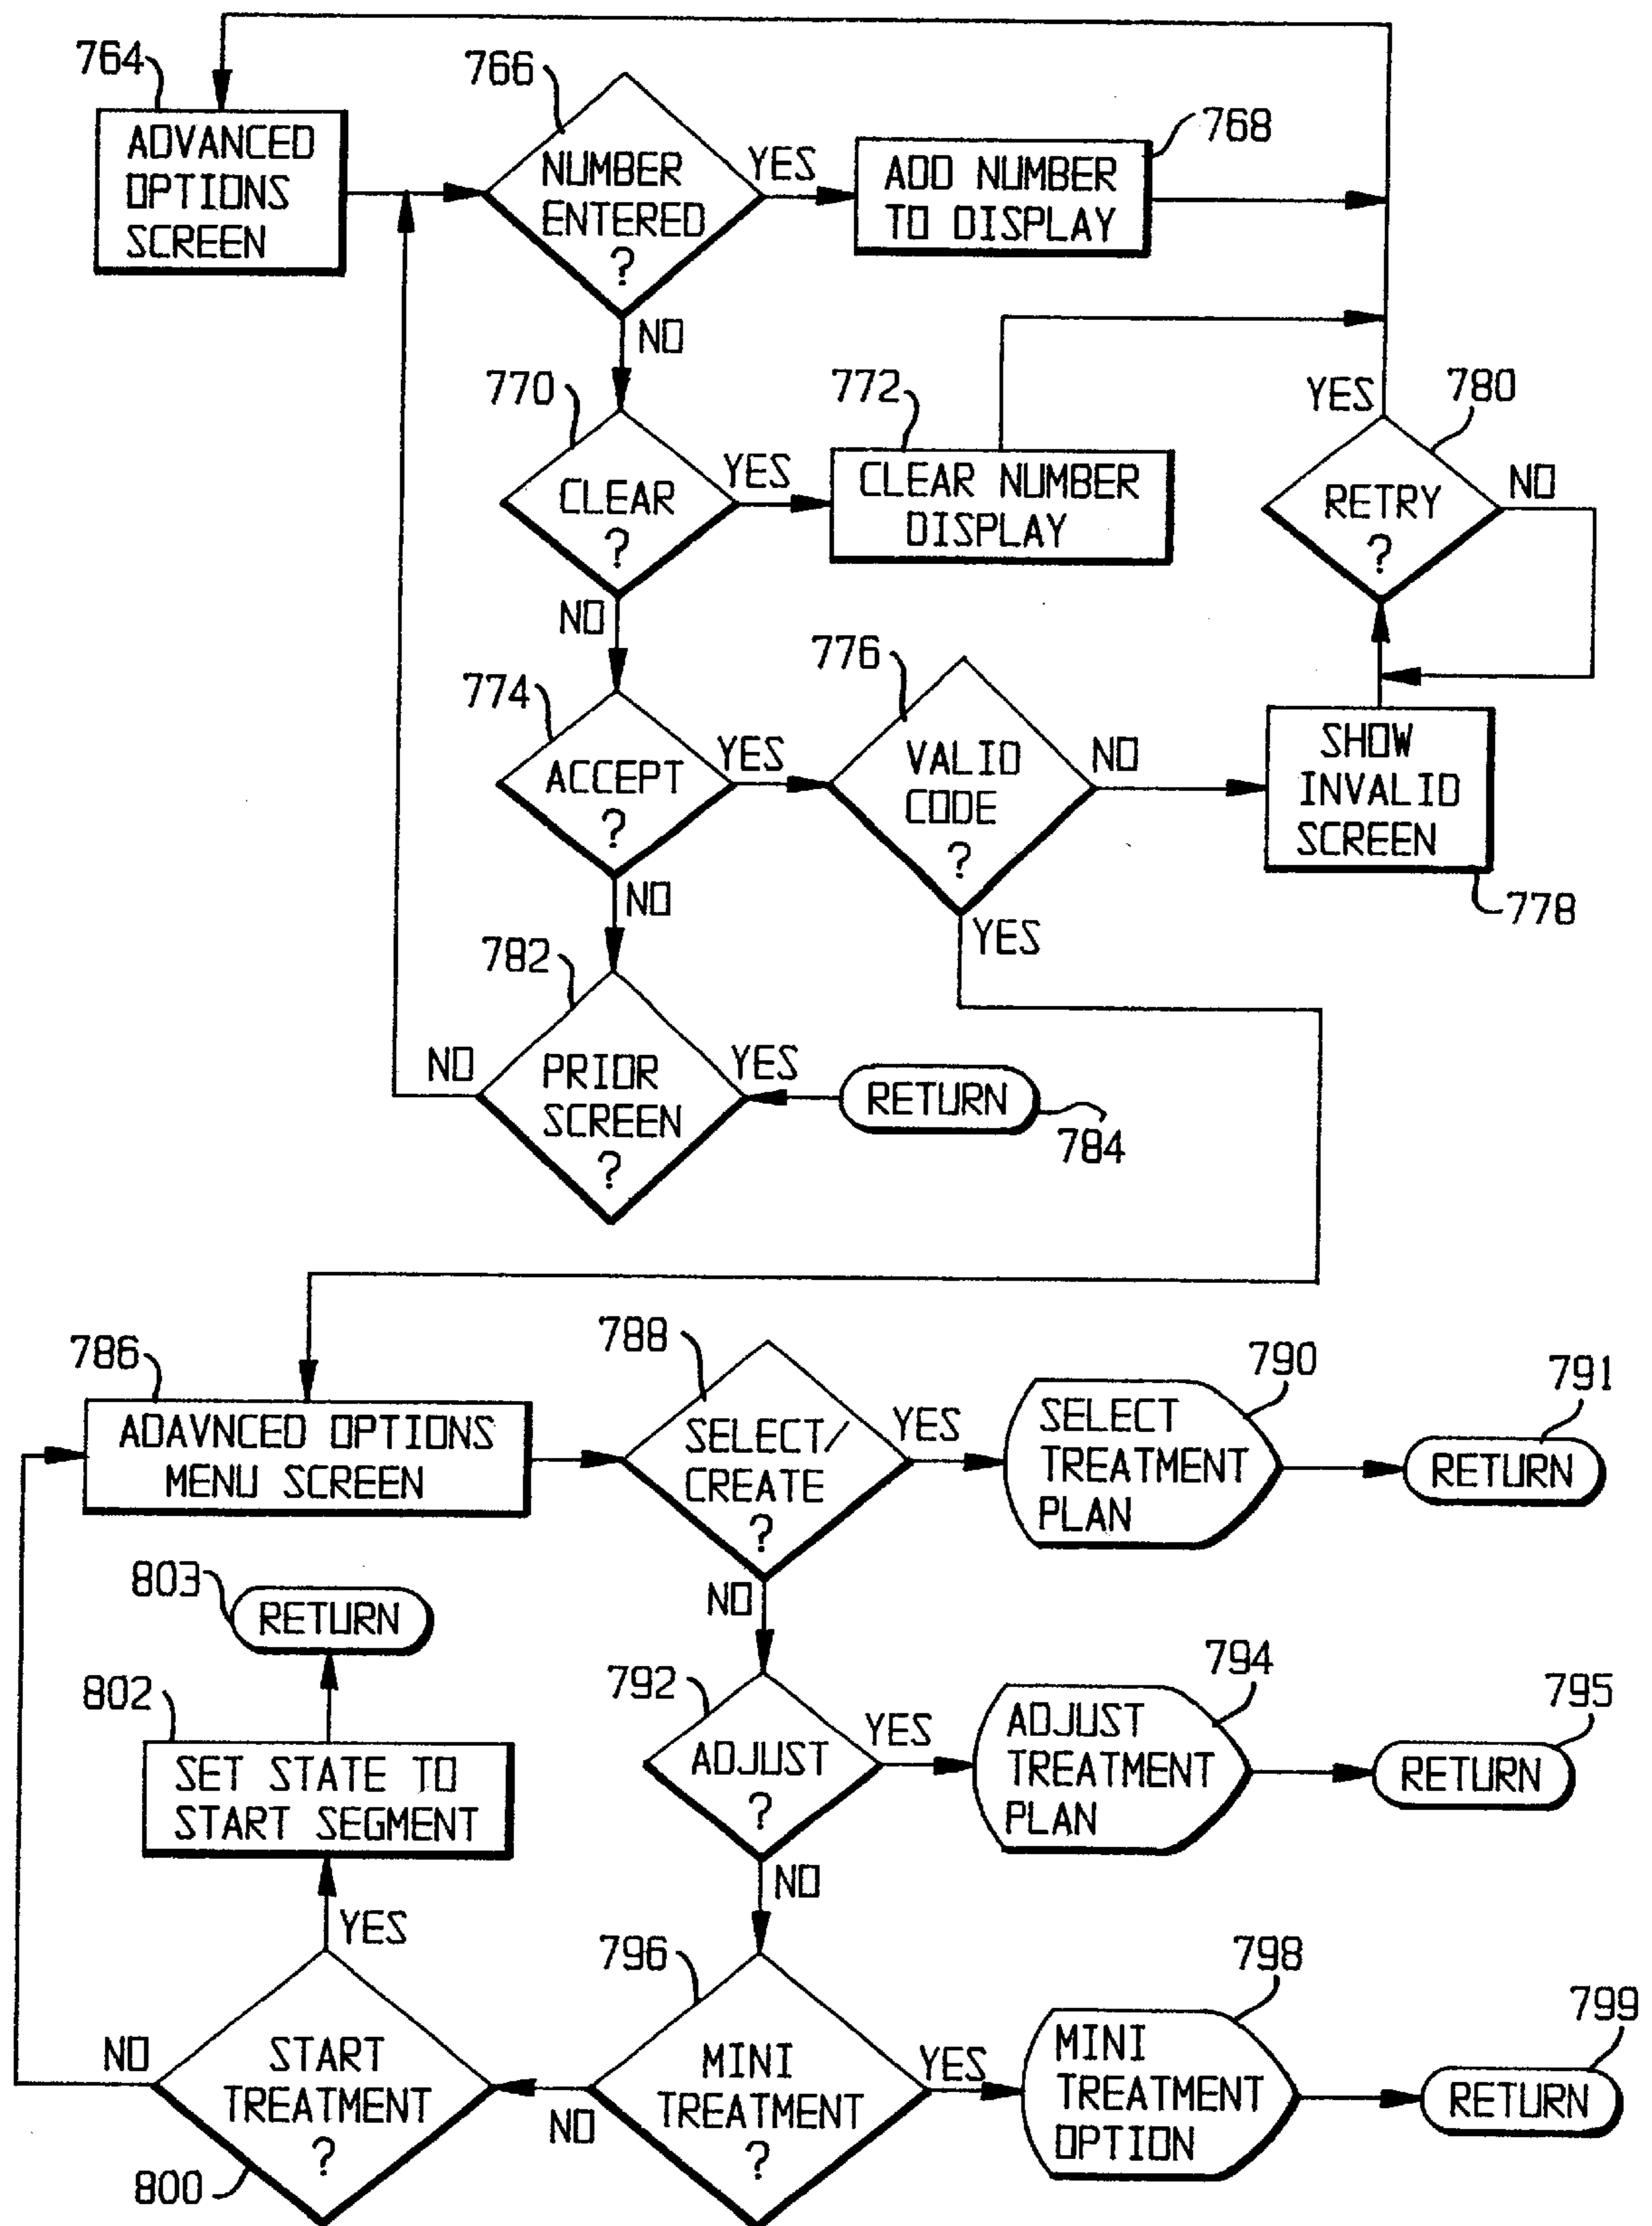 764
ADVANCED
OPTIONS
SCREEN
766
NUMBER
ENTERED
?
YES
768
ADD NUMBER
TO DISPLAY
NO
770
CLEAR
?
YES
772
CLEAR NUMBER
DISPLAY
YES
780
RETRY
?
NO
NO
774
ACCEPT
?
YES
776
VALID
CODE
?
NO
SHOW
INVALID
SCREEN
778
NO
YES
782
PRIOR
SCREEN
?
NO
YES
RETURN
784
786
ADAVNCED OPTIONS
MENU SCREEN
788
SELECT/
CREATE
?
YES
790
SELECT
TREATMENT
PLAN
791
RETURN
NO
803
RETURN
802
SET STATE TO
START SEGMENT
792
ADJUST
?
YES
794
ADJUST
TREATMENT
PLAN
795
RETURN
NO
YES
796
MINI
TREATMENT
?
YES
798
MINI
TREATMENT
OPTION
799
RETURN
NO
START
TREATMENT
?
NO
800